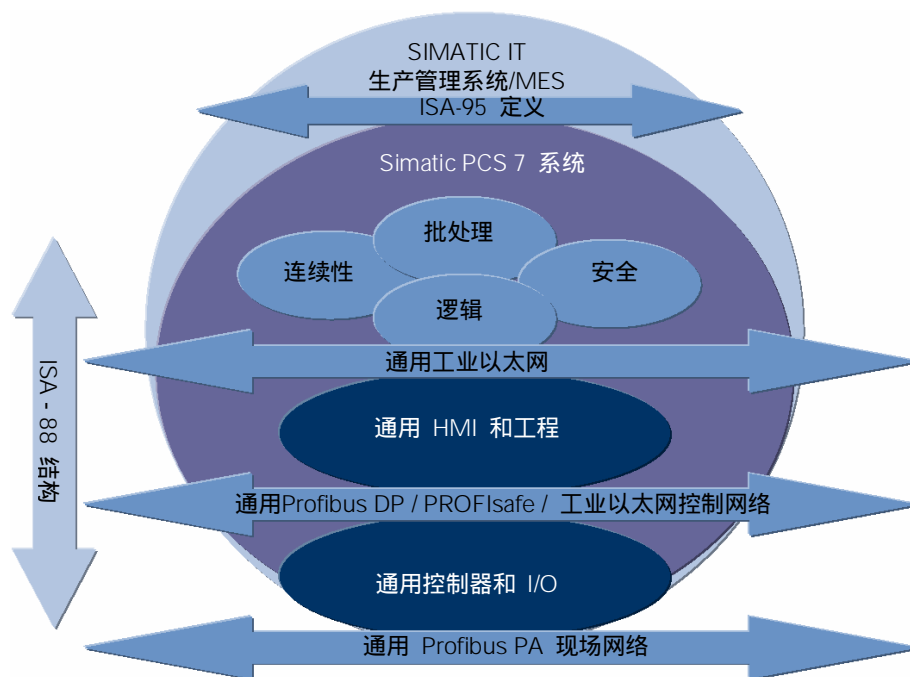 SIMATIC IT
生产管理系统/MES
ISA-95 定义
Simatic PCS 7 系统
批处理
连续性
安全
逻辑
通用工业以太网
ISA - 88 结构
通用 HMI 和工程
通用Profibus DP / PROFIsafe / 工业以太网控制网络
通用控制器和 I/O
通用 Profibus PA 现场网络